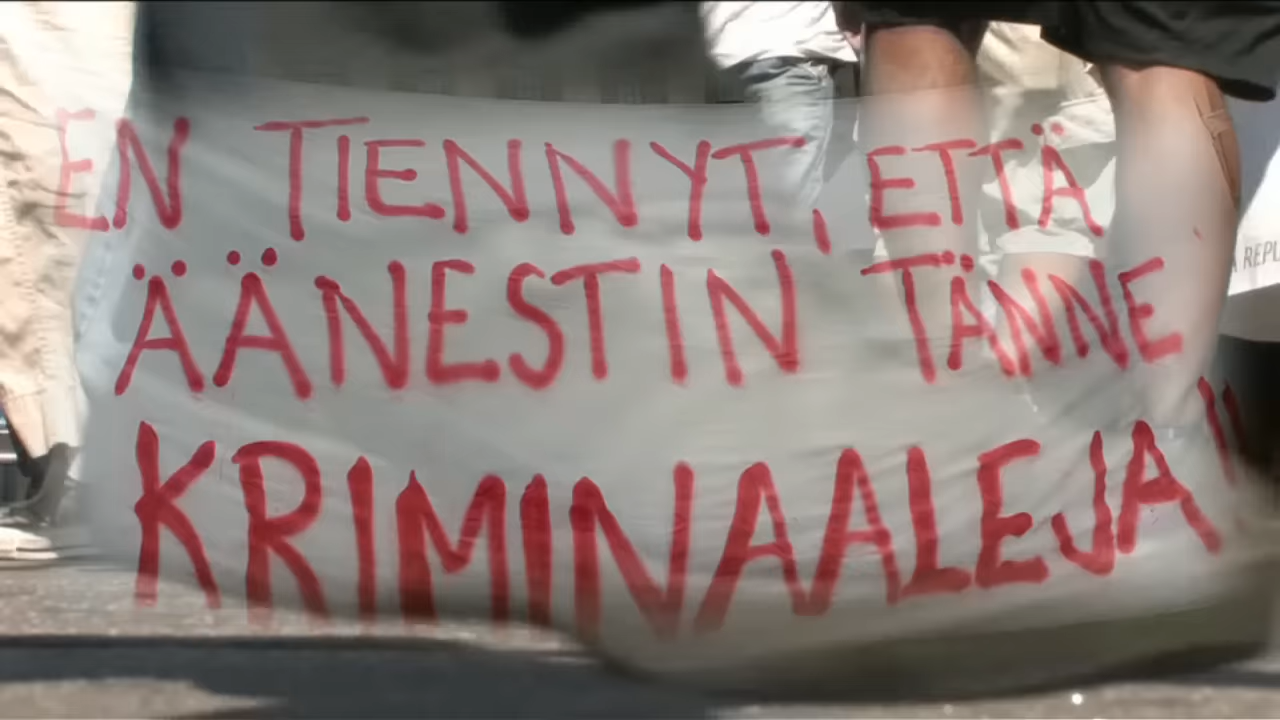 EN TIENNYT, ETTÄ
ÄÄNESTIN TÄNNE
KRIMINAALEJA"